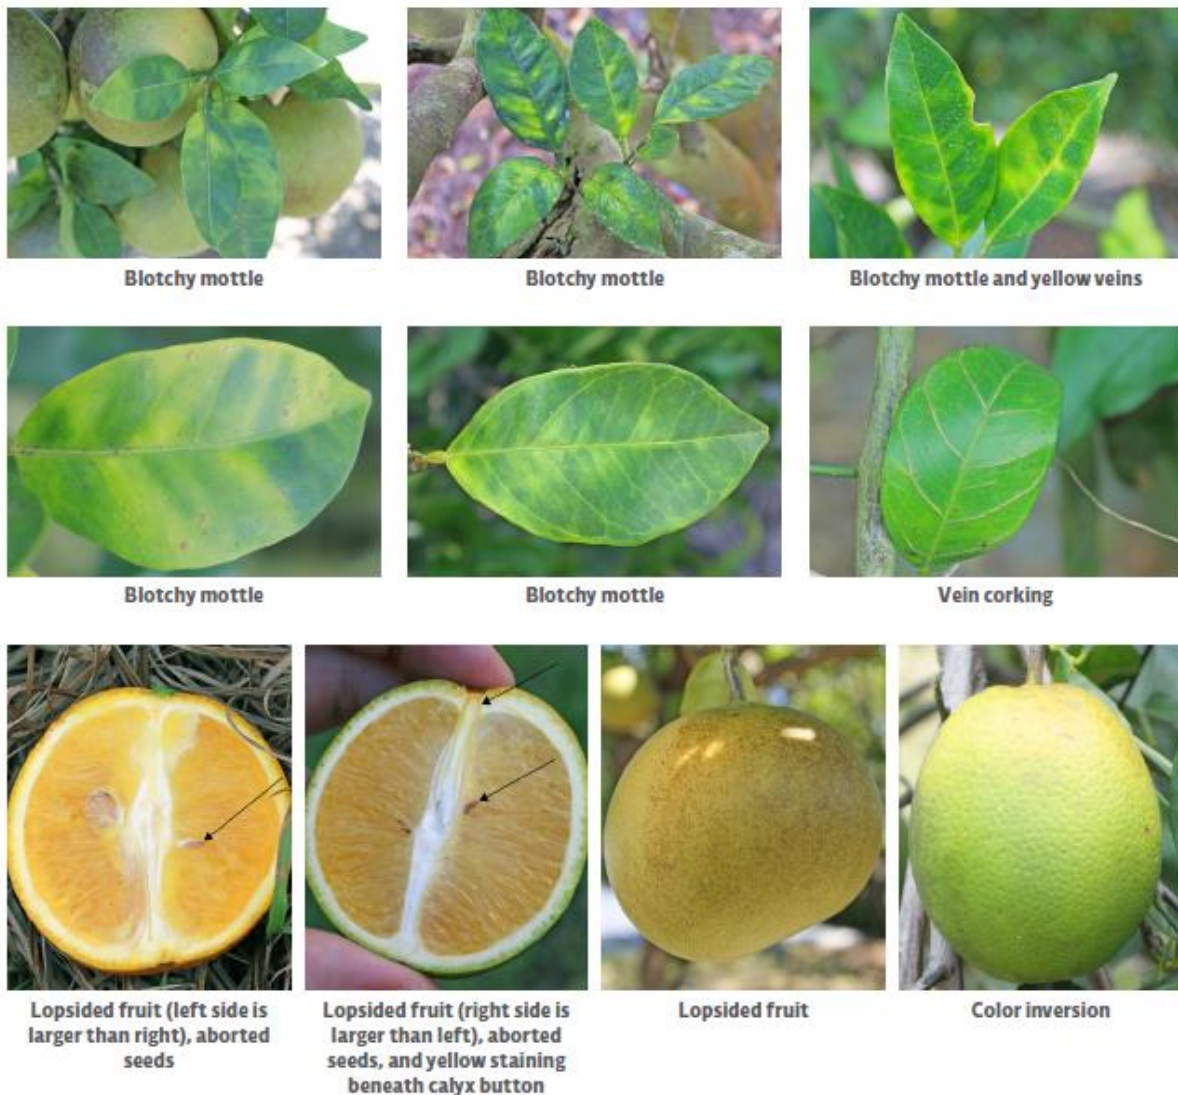 Blotchy mottle
Blotchy mottle
Blotchy mottle and yellow veins
Blotchy mottle
Blotchy mottle
Vein corking
Lopsided fruit (left side is
larger than right), aborted
seeds
Lopsided fruit (right side is
larger than left), aborted
seeds, and yellow staining
beneath calyx button
Lopsided fruit
Color inversion